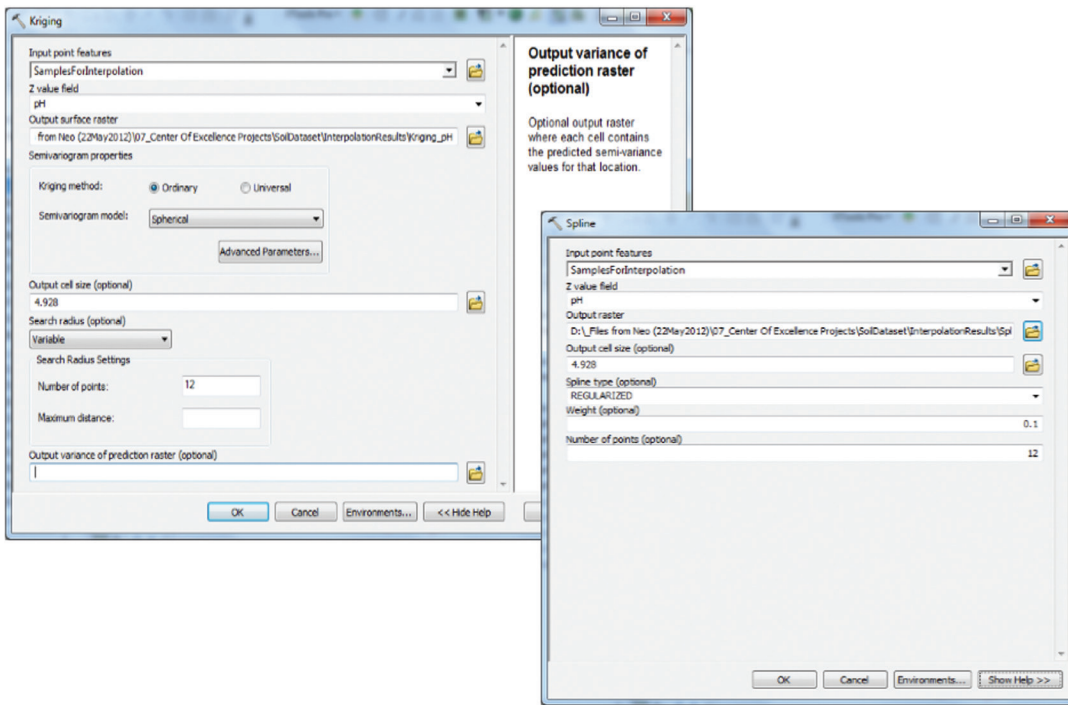 Kriging
Input point features
SamplesForInterpolation
Z value field
pH
Output surface raster
from Neo (22May2012)\07_Center Of Excellence Projects\SoilDataset\InterpolationResults\Kriging_pH
Semivariogram properties
Kriging method:
Ordinary
Universal
Semivariogram model:
Spherical
Advanced Parameters...
Output cell size (optional)
4.928
Search radius (optional)
Variable
Search Radius Settings
Number of points:
12
Maximum distance:
Output variance of prediction raster (optional)
OK
Cancel
Environments...
<< Hide Help
Output variance of
prediction raster
(optional)
Optional output raster
where each cell contains
the predicted semi-variance
values for that location.
Spline
Input point features
SamplesForInterpolation
Z value field
pH
Output raster
D:\_Files from Neo (22May2012)\07_Center Of Excellence Projects\SoilDataset\InterpolationResults\Spl
Output cell size (optional)
4.928
Spline type (optional)
REGULARIZED
Weight (optional)
0.1
Number of points (optional)
12
OK
Cancel
Environments...
Show Help >>